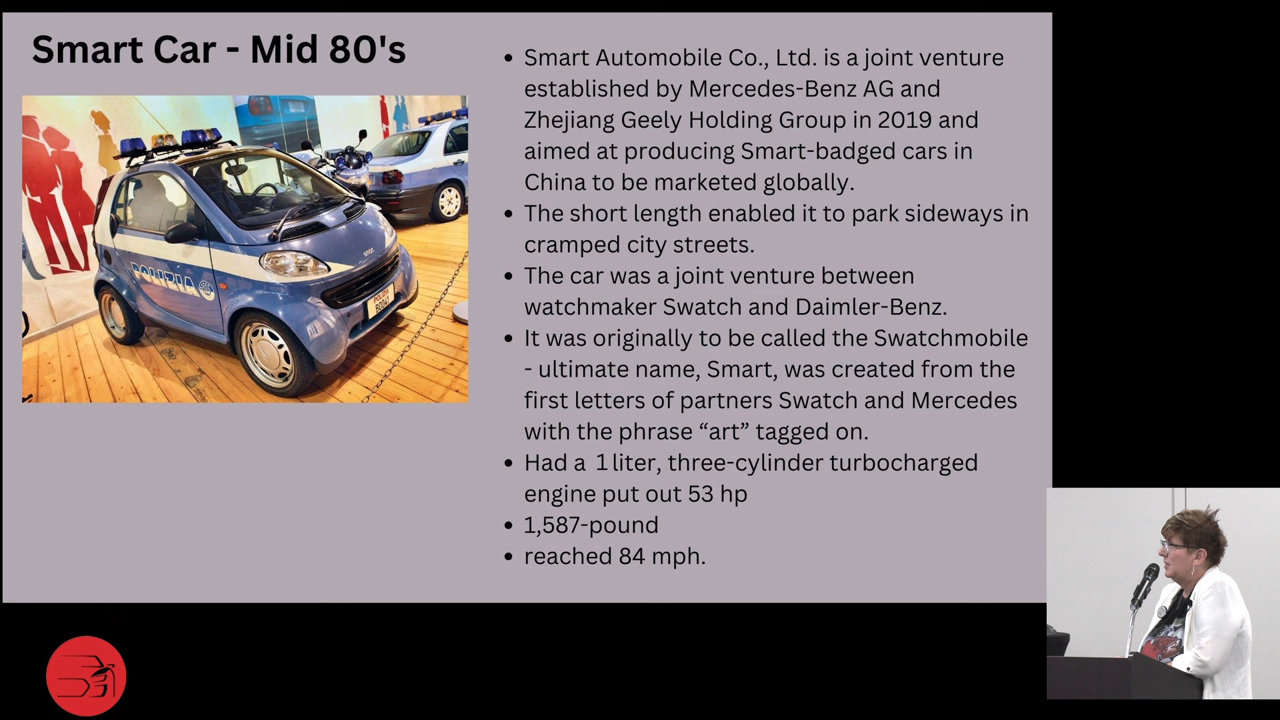 Smart Car - Mid 80's
• Smart Automobile Co., Ltd. is a joint venture
established by Mercedes-Benz AG and
Zhejiang Geely Holding Group in 2019 and
aimed at producing Smart-badged cars in
China to be marketed globally.
• The short length enabled it to park sideways in
cramped city streets.
• The car was a joint venture between
watchmaker Swatch and Daimler-Benz.
• It was originally to be called the Swatchmobile
- ultimate name, Smart, was created from the
first letters of partners Swatch and Mercedes
with the phrase “art” tagged on.
• Had a 1 liter, three-cylinder turbocharged
engine put out 53 hp
• 1,587-pound
• reached 84 mph.
POLIZIA